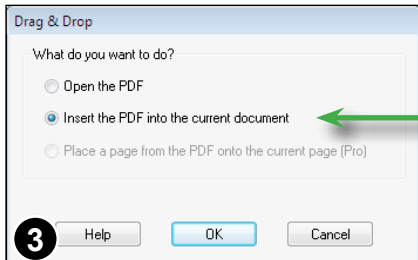 Drag & Drop
What do you want to do?
Open the PDF
Insert the PDF into the current document
Place a page from the PDF onto the current page (Pro)
3
Help OK Cancel